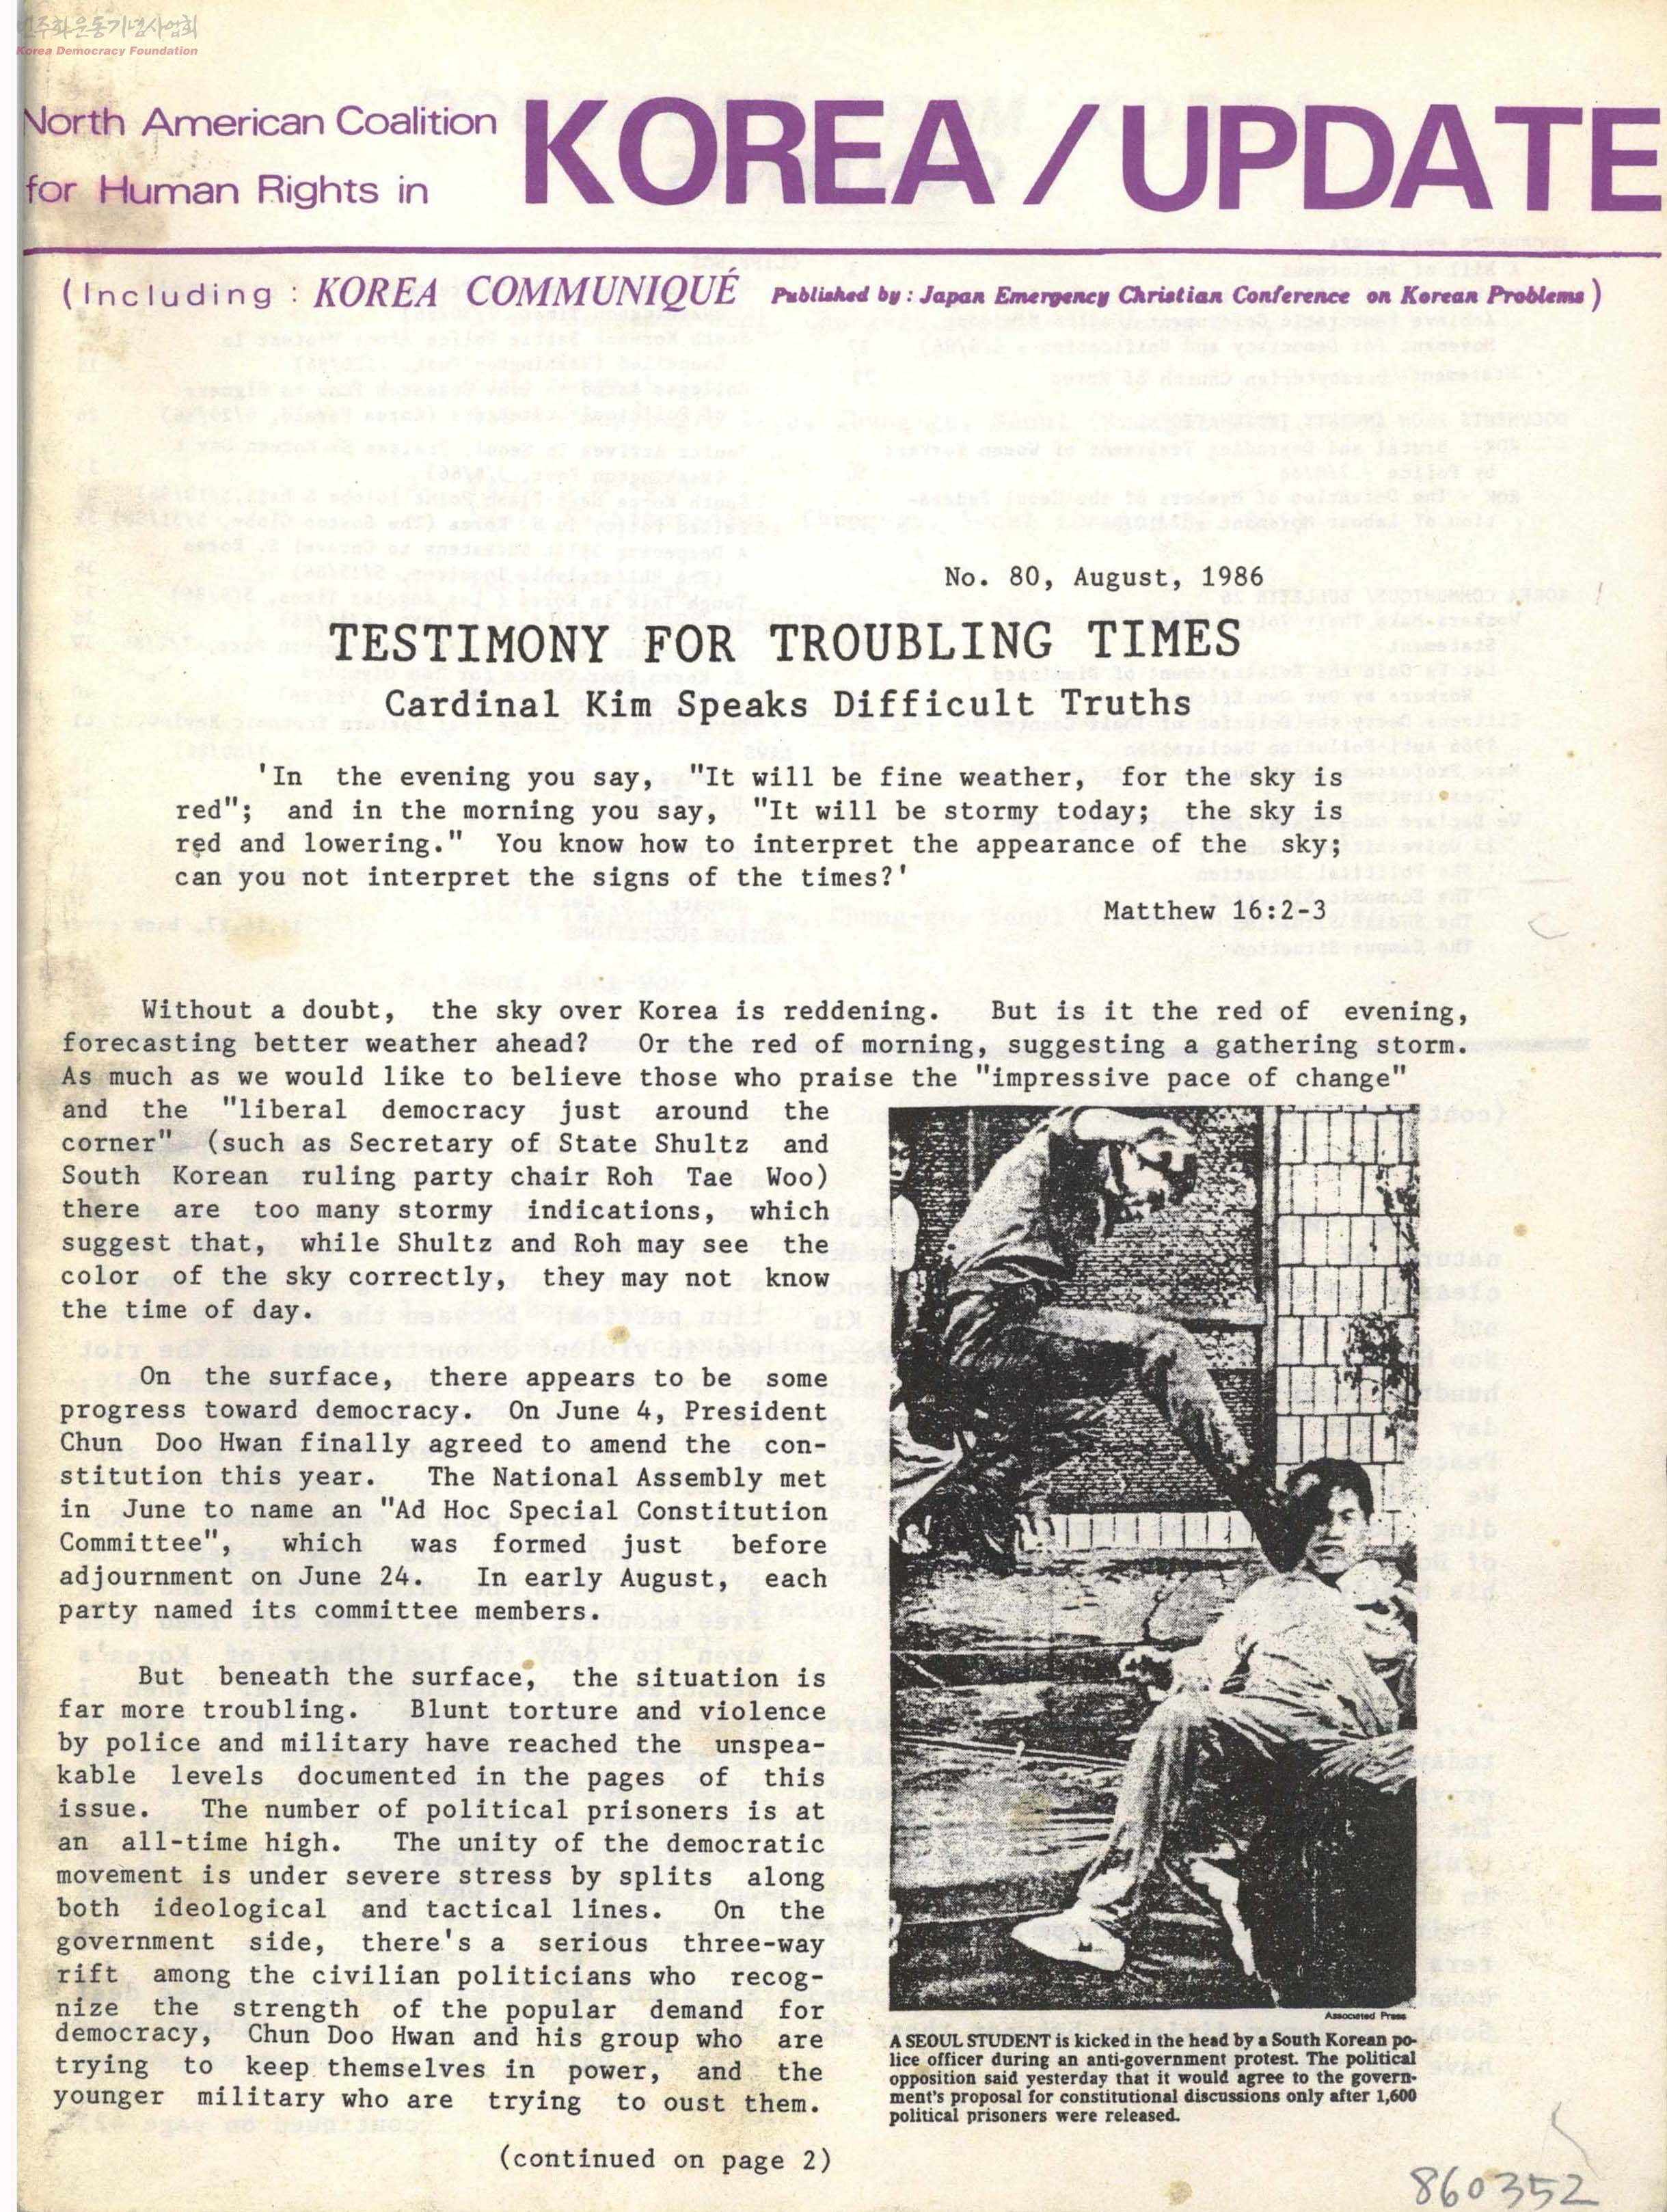 민주화운동기념사업회
Korea Democracy Foundation
North American Coalition
for Human Rights in
KOREA / UPDATE
(Including : KOREA COMMUNIQUÉ Published by : Japan Emergency Christian Conference on Korean Problems)
No. 80, August, 1986
TESTIMONY FOR TROUBLING TIMES
Cardinal Kim Speaks Difficult Truths
'In the evening you say, "It will be fine weather, for the sky is
red"; and in the morning you say, "It will be stormy today; the sky is
red and lowering." You know how to interpret the appearance of the sky;
can you not interpret the signs of the times?'
Matthew 16:2-3
Without a doubt, the sky over Korea is reddening. But is it the red of evening,
forecasting better weather ahead? Or the red of morning, suggesting a gathering storm.
As much as we would like to believe those who praise the "impressive pace of change"
and the "liberal democracy just around the
corner" (such as Secretary of State Shultz and
South Korean ruling party chair Roh Tae Woo)
there are too many stormy indications, which
suggest that, while Shultz and Roh may see the
color of the sky correctly, they may not know
the time of day.
On the surface, there appears to be some
progress toward democracy. On June 4, President
Chun Doo Hwan finally agreed to amend the con-
stitution this year. The National Assembly met
in June to name an "Ad Hoc Special Constitution
Committee", which was formed just before
adjournment on June 24. In early August, each
party named its committee members.
But beneath the surface, the situation is
far more troubling. Blunt torture and violence
by police and military have reached the unspea-
kable levels documented in the pages of this
issue. The number of political prisoners is at
an all-time high. The unity of the democratic
movement is under severe stress by splits along
both ideological and tactical lines. On the
government side, there's a serious three-way
rift among the civilian politicians who recog-
nize the strength of the popular demand for
democracy, Chun Doo Hwan and his group who are
trying to keep themselves in power, and the
younger military who are trying to oust them.
(continued on page 2)
Associated Press
A SEOUL STUDENT is kicked in the head by a South Korean po-
lice officer during an anti-government protest. The political
opposition said yesterday that it would agree to the govern-
ment's proposal for constitutional discussions only after 1,600
political prisoners were released.
860352